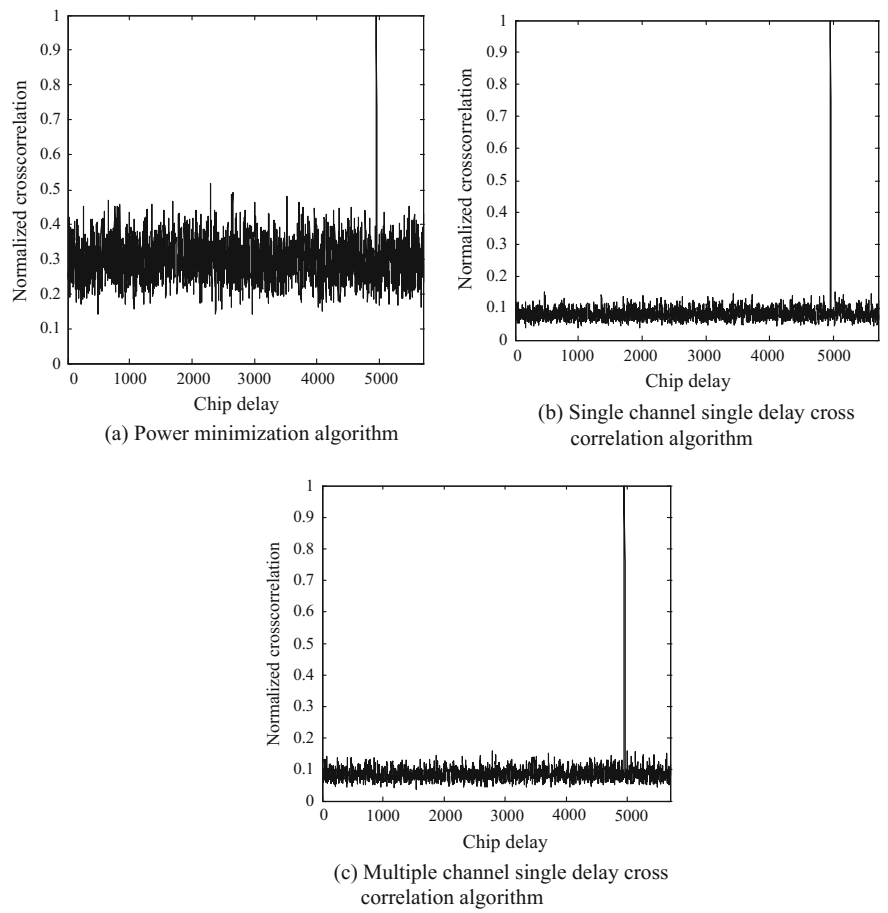 1
0.9
0.8
0.7
0.6
0.5
0.4
0.3
0.2
0.1
0
Normalized crosscorrelation
0 1000 2000 3000 4000 5000
Chip delay
(a) Power minimization algorithm
1
0.9
0.8
0.7
0.6
0.5
0.4
0.3
0.2
0.1
0
Normalized crosscorrelation
0 1000 2000 3000 4000 5000
Chip delay
(b) Single channel single delay cross
correlation algorithm
1
0.9
0.8
0.7
0.6
0.5
0.4
0.3
0.2
0.1
0
Normalized crosscorrelation
0 1000 2000 3000 4000 5000
Chip delay
(c) Multiple channel single delay cross
correlation algorithm